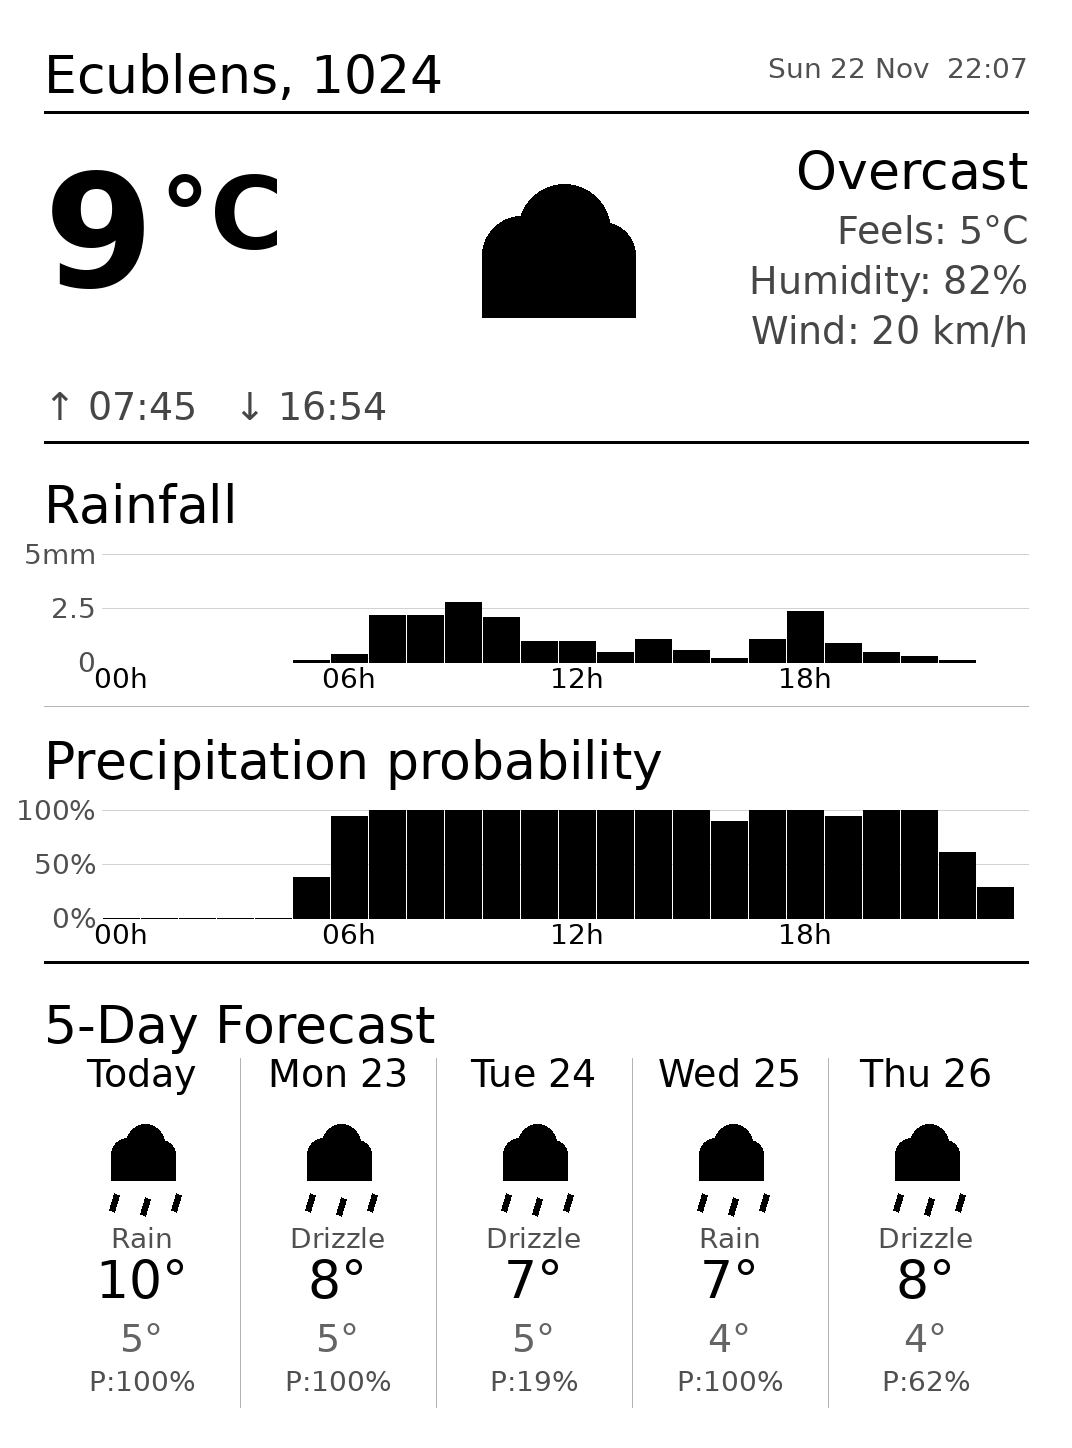 Ecublens, 1024
Sun 22 Nov  22:07
9°C
Overcast
Feels: 5°C
Humidity: 82%
Wind: 20 km/h
↑ 07:45   ↓ 16:54
Rainfall
5mm
2.5
0
00h 06h 12h 18h
Precipitation probability
100%
50%
0%
00h 06h 12h 18h
5-Day Forecast
Today Mon 23 Tue 24 Wed 25 Thu 26
Rain Drizzle Drizzle Rain Drizzle
10° 8° 7° 7° 8°
5° 5° 5° 4° 4°
P:100% P:100% P:19% P:100% P:62%